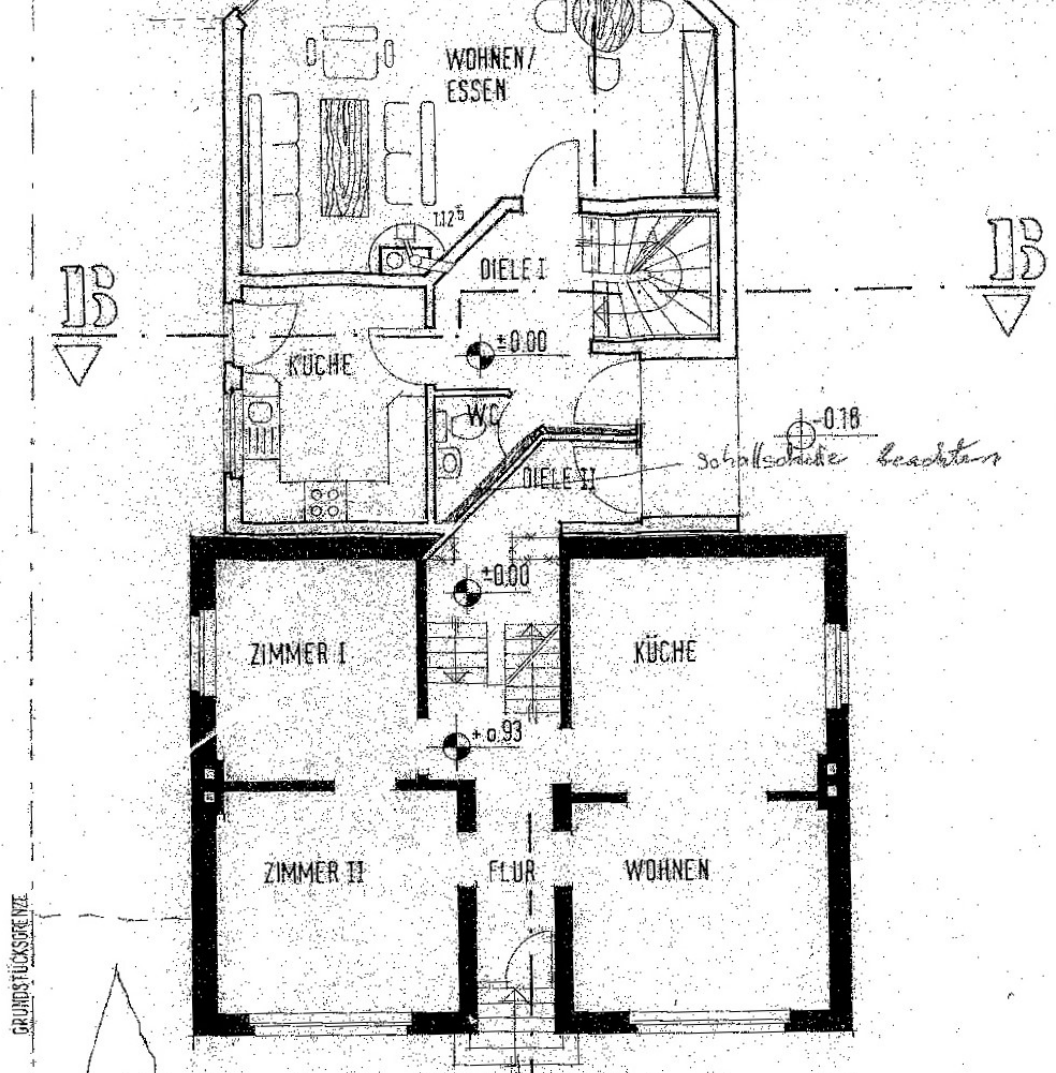 WOHNEN/
ESSEN
1.12⁵
DIELE I
B
B
±0.00
KÜCHE
WC
-0.18
Schallschutz beachten
DIELE II
±0.00
ZIMMER I
KÜCHE
+0.93
ZIMMER II
FLUR
WOHNEN
GRUNDSTÜCKSGRENZE